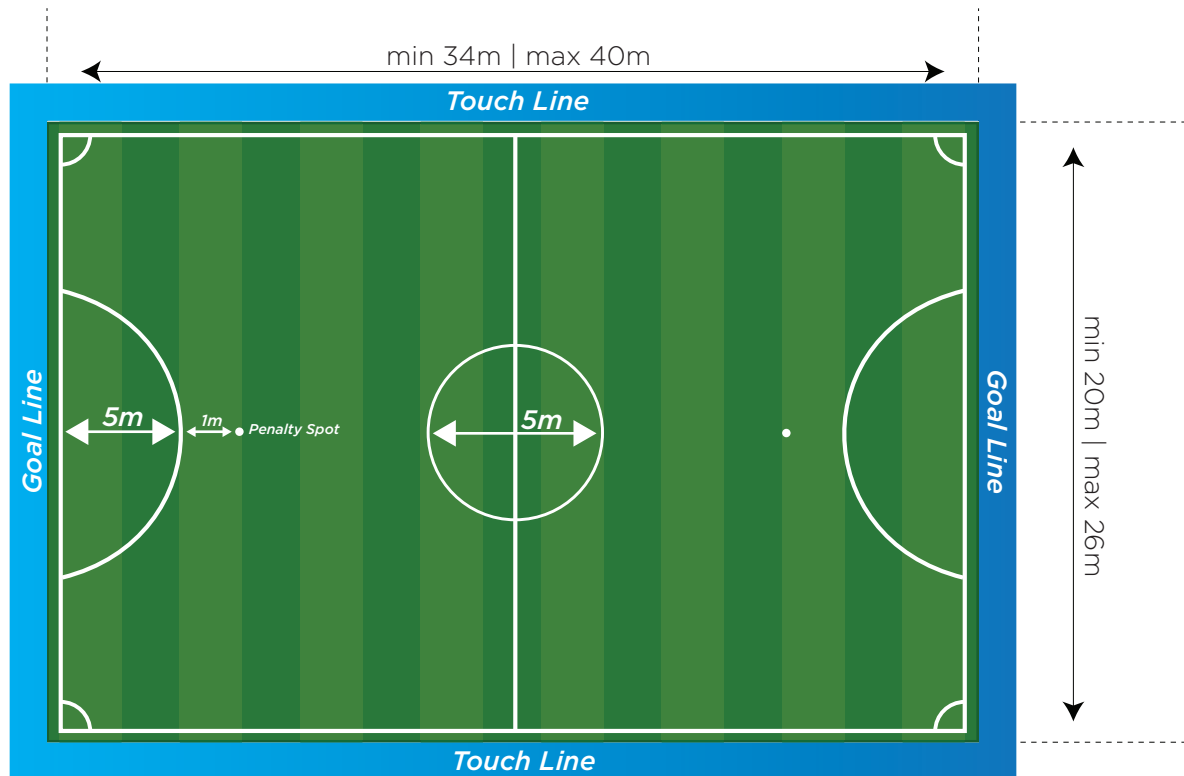 min 34m | max 40m
Touch Line
Goal Line
5m
1m
Penalty Spot
5m
Goal Line
min 20m | max 26m
Touch Line